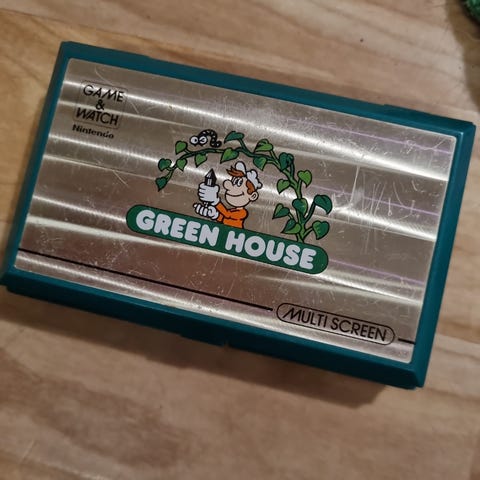 GAME
&
WATCH
Nintendo
GREEN HOUSE
MULTI SCREEN